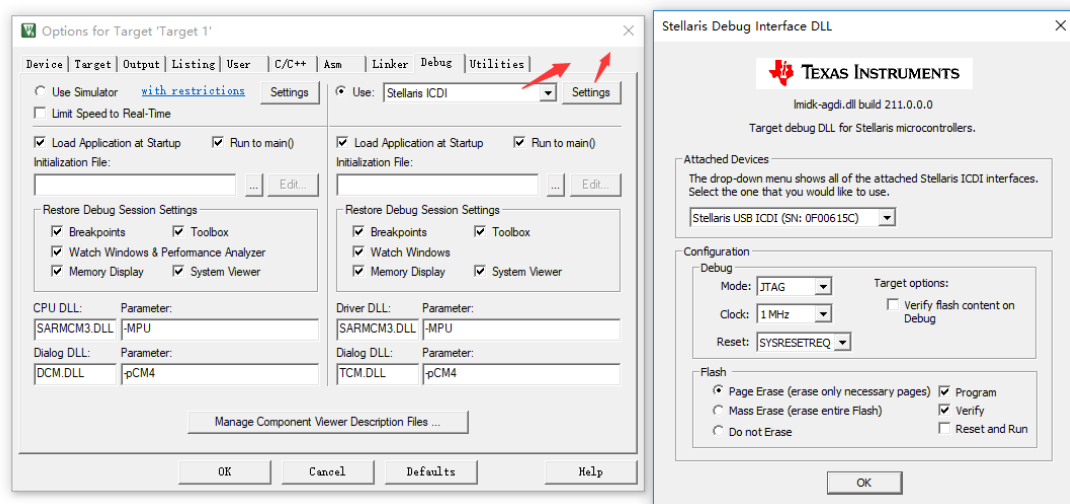 Options for Target 'Target 1'
Device Target Output Listing User C/C++ Asm Linker Debug Utilities
Use Simulator with restrictions Settings
Limit Speed to Real-Time
Load Application at Startup Run to main()
Initialization File:
... Edit...
Restore Debug Session Settings
Breakpoints Toolbox
Watch Windows & Performance Analyzer
Memory Display System Viewer
CPU DLL: Parameter:
SARMCM3.DLL -MPU
Dialog DLL: Parameter:
DCM.DLL -pCM4
Use: Stellaris ICDI Settings
Load Application at Startup Run to main()
Initialization File:
... Edit...
Restore Debug Session Settings
Breakpoints Toolbox
Watch Windows
Memory Display System Viewer
Driver DLL: Parameter:
SARMCM3.DLL -MPU
Dialog DLL: Parameter:
TCM.DLL -pCM4
Manage Component Viewer Description Files ...
OK Cancel Defaults Help
Stellaris Debug Interface DLL
TEXAS INSTRUMENTS
lmidk-agdi.dll build 211.0.0.0
Target debug DLL for Stellaris microcontrollers.
Attached Devices
The drop-down menu shows all of the attached Stellaris ICDI interfaces.
Select the one that you would like to use.
Stellaris USB ICDI (SN: 0F00615C)
Configuration
Debug
Mode: JTAG
Clock: 1 MHz
Reset: SYSRESETREQ
Target options:
Verify flash content on
Debug
Flash
Page Erase (erase only necessary pages) Program
Mass Erase (erase entire Flash) Verify
Do not Erase Reset and Run
OK